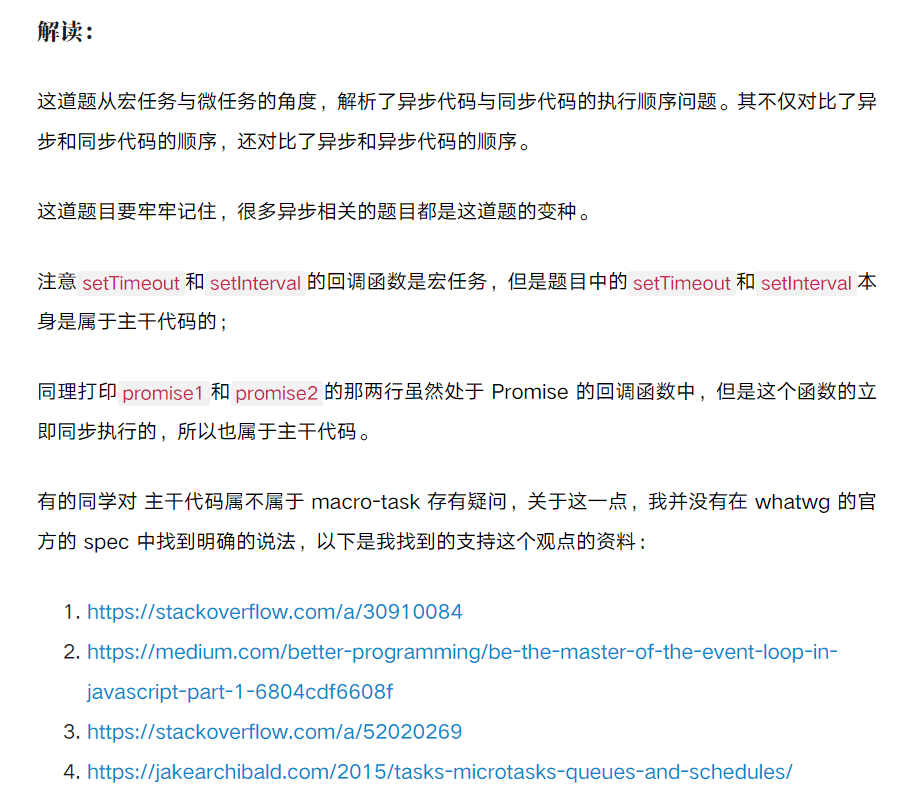 解读：
这道题从宏任务与微任务的角度，解析了异步代码与同步代码的执行顺序问题。其不仅对比了异
步和同步代码的顺序，还对比了异步和异步代码的顺序。
这道题目要牢牢记住，很多异步相关的题目都是这道题的变种。
注意 setTimeout 和 setInterval 的回调函数是宏任务，但是题目中的 setTimeout 和 setInterval 本
身是属于主干代码的；
同理打印 promise1 和 promise2 的那两行虽然处于 Promise 的回调函数中，但是这个函数的立
即同步执行的，所以也属于主干代码。
有的同学对 主干代码属不属于 macro-task 存有疑问，关于这一点，我并没有在 whatwg 的官
方的 spec 中找到明确的说法，以下是我找到的支持这个观点的资料：
1. https://stackoverflow.com/a/30910084
2. https://medium.com/better-programming/be-the-master-of-the-event-loop-in-
javascript-part-1-6804cdf6608f
3. https://stackoverflow.com/a/52020269
4. https://jakearchibald.com/2015/tasks-microtasks-queues-and-schedules/